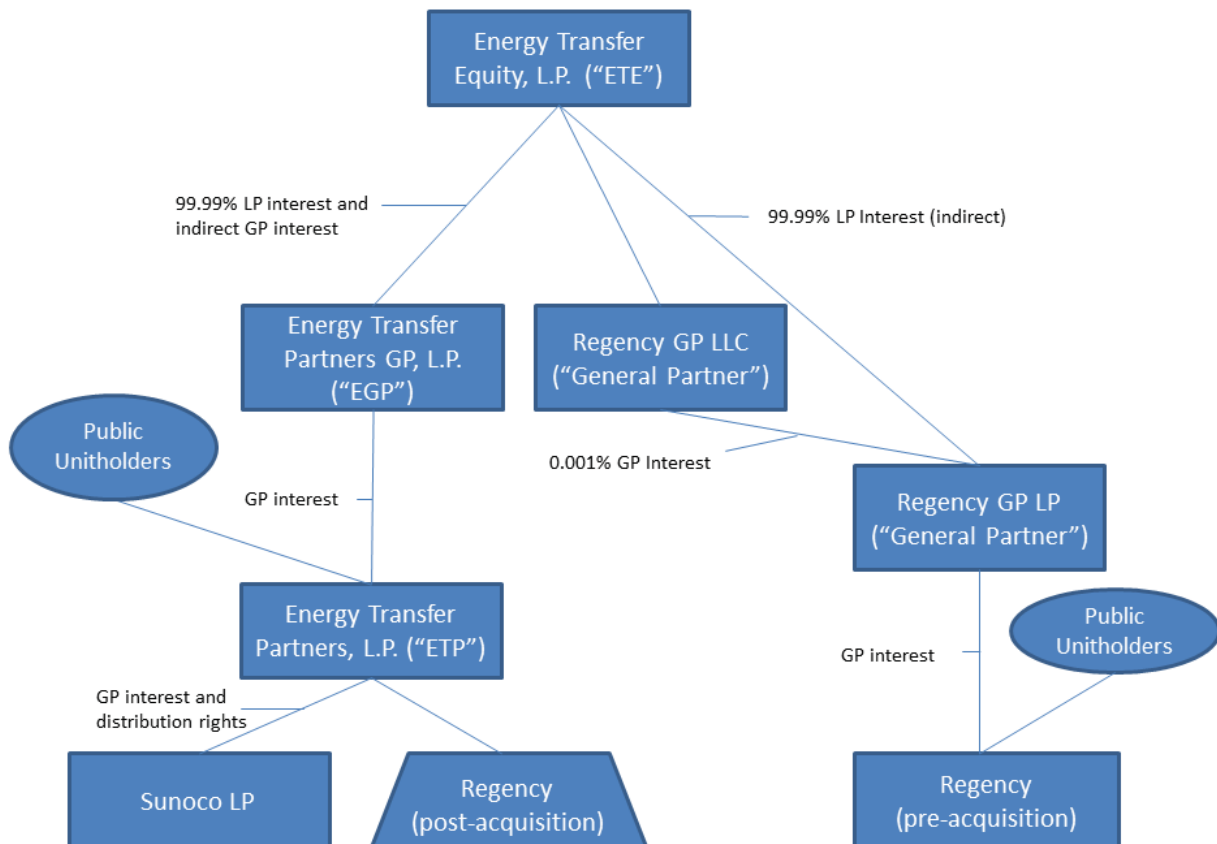 Energy Transfer
Equity, L.P. (“ETE”)
99.99% LP interest and
indirect GP interest
99.99% LP Interest (indirect)
Energy Transfer
Partners GP, L.P.
(“EGP”)
Regency GP LLC
(“General Partner”)
Public
Unitholders
0.001% GP Interest
GP interest
Regency GP LP
(“General Partner”)
Energy Transfer
Partners, L.P. (“ETP”)
Public
Unitholders
GP interest
GP interest and
distribution rights
Sunoco LP
Regency
(post-acquisition)
Regency
(pre-acquisition)